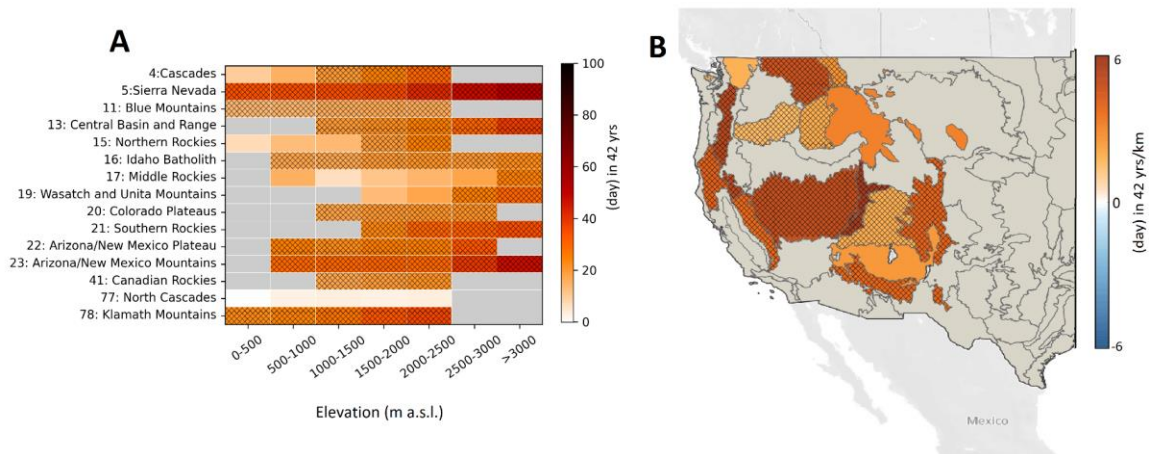 A
4:Cascades
5:Sierra Nevada
11: Blue Mountains
13: Central Basin and Range
15: Northern Rockies
16: Idaho Batholith
17: Middle Rockies
19: Wasatch and Unita Mountains
20: Colorado Plateaus
21: Southern Rockies
22: Arizona/New Mexico Plateau
23: Arizona/New Mexico Mountains
41: Canadian Rockies
77: North Cascades
78: Klamath Mountains
0-500
500-1000
1000-1500
1500-2000
2000-2500
2500-3000
>3000
Elevation (m a.s.l.)
100
80
60
40
20
0
(day) in 42 yrs
B
Mexico
6
0
-6
(day) in 42 yrs/km